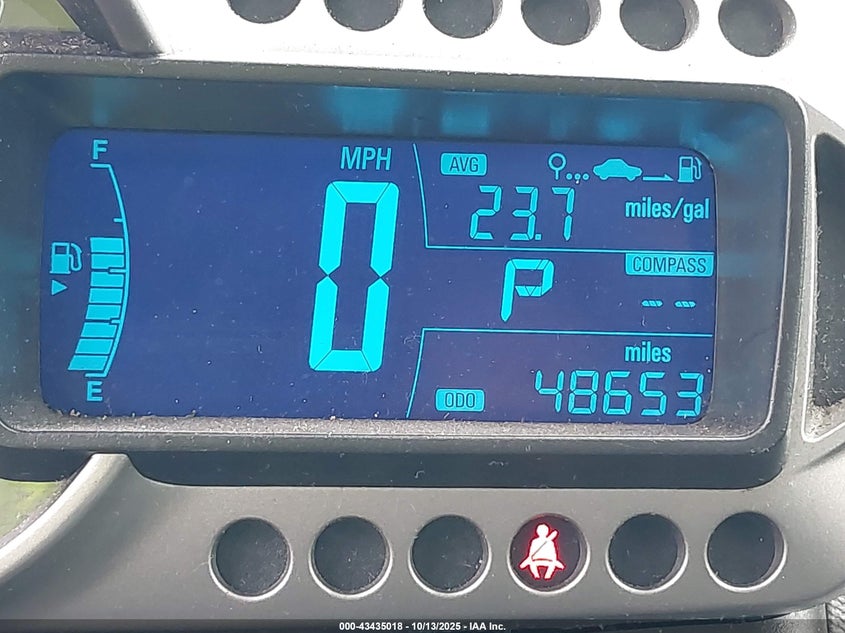 F
MPH
AVG
23.7 miles/gal
0
COMPASS
P
--
miles
E
ODO 48653
000-43435018 - 10/13/2025 - IAA Inc.